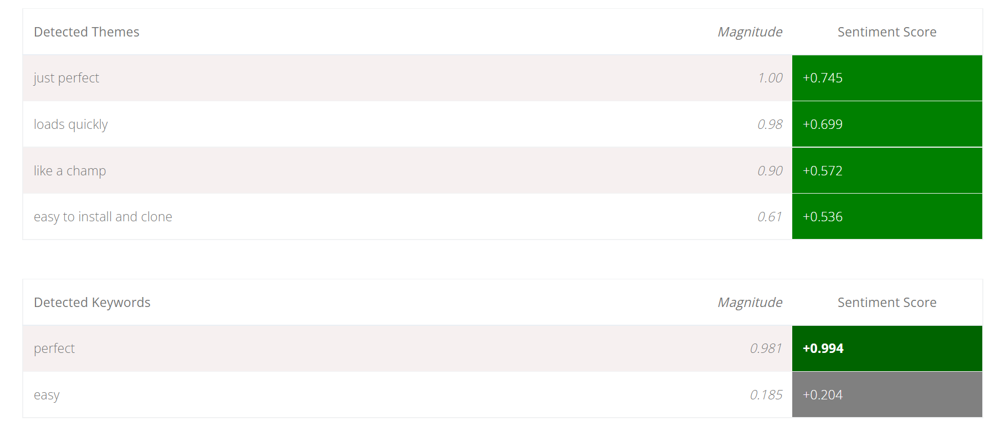 Detected Themes Magnitude Sentiment Score
just perfect 1.00 +0.745
loads quickly 0.98 +0.699
like a champ 0.90 +0.572
easy to install and clone 0.61 +0.536
Detected Keywords Magnitude Sentiment Score
perfect 0.981 +0.994
easy 0.185 +0.204